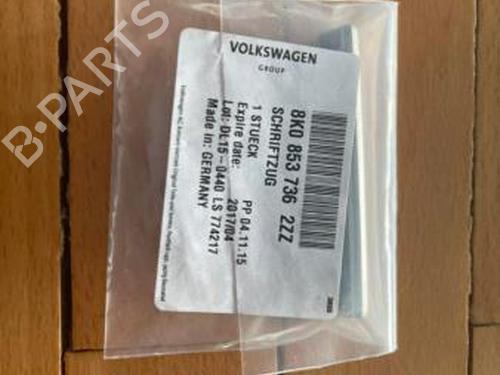 B-PARTS
VOLKSWAGEN
GROUP
8K0 853 736 2ZZ
SCHRIFTZUG
1 STUECK PP 04.11.15
Expire date: 2017/04
Lot: DL15-0440 LS 774217
Made in: GERMANY